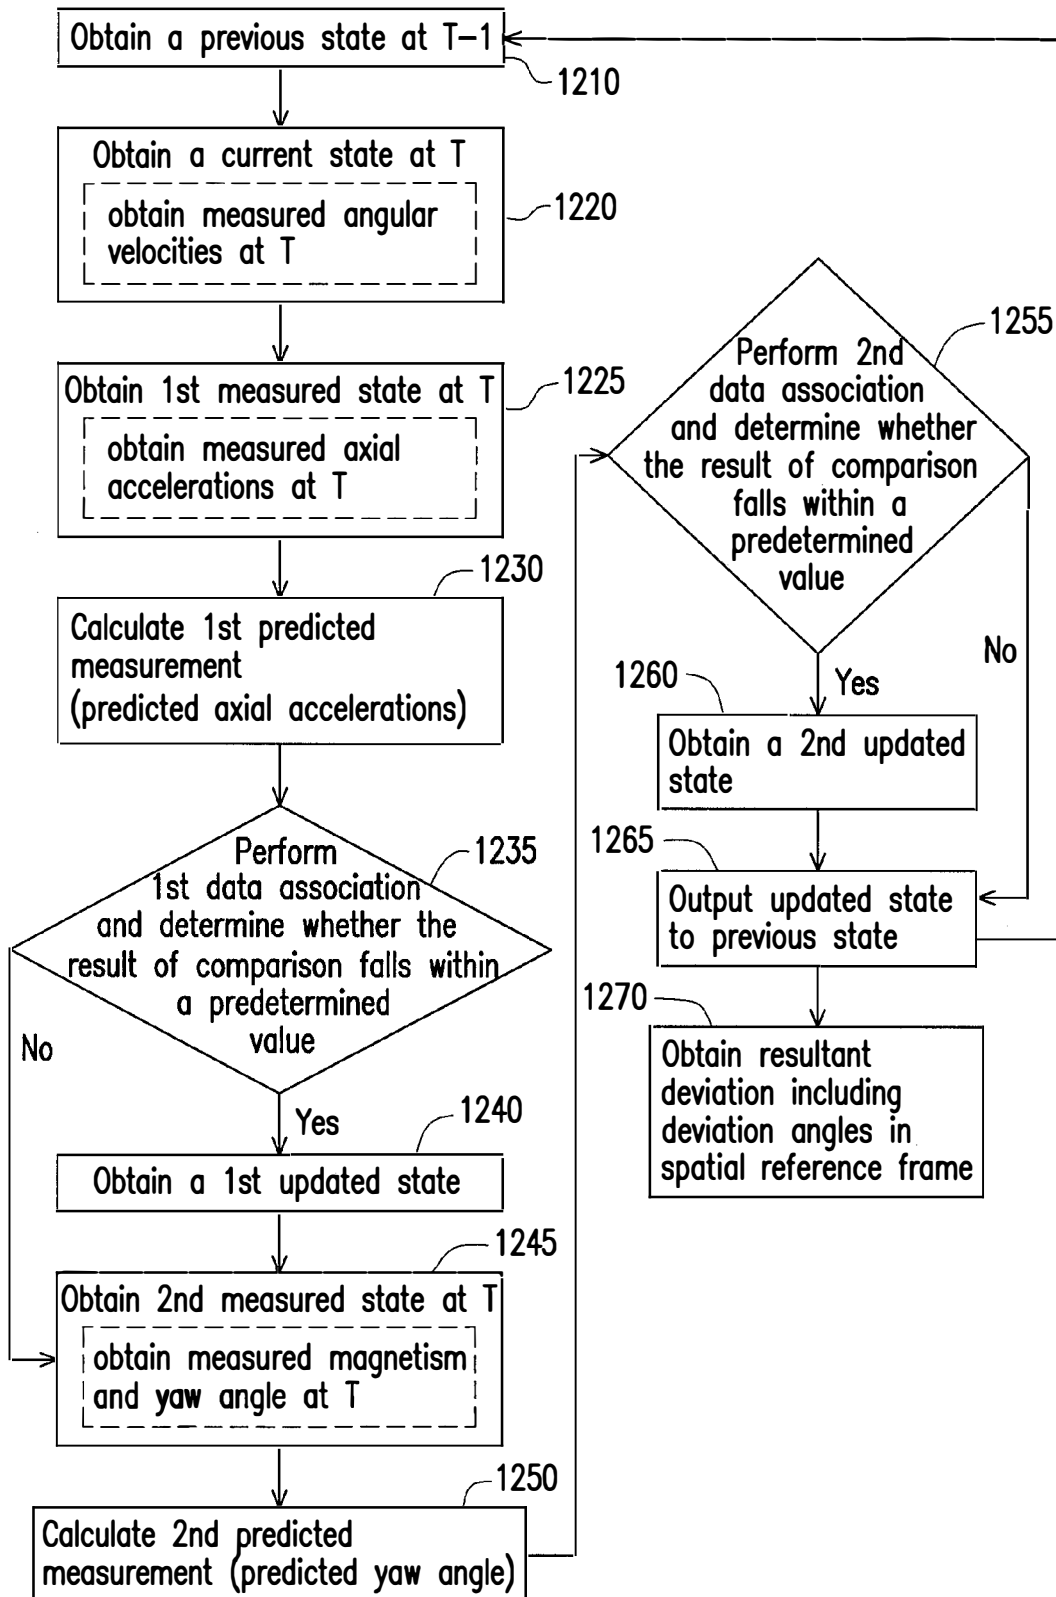 Obtain a previous state at T-1
1210
Obtain a current state at T
obtain measured angular
velocities at T
1220
Obtain 1st measured state at T
obtain measured axial
accelerations at T
1225
1230
Calculate 1st predicted
measurement
(predicted axial accelerations)
Perform
1st data association
and determine whether the
result of comparison falls within
a predetermined
value
1235
No
Yes
1240
Obtain a 1st updated state
1245
Obtain 2nd measured state at T
obtain measured magnetism
and yaw angle at T
1250
Calculate 2nd predicted
measurement (predicted yaw angle)
1255
Perform 2nd
data association
and determine whether
the result of comparison
falls within a
predetermined
value
No
Yes
1260
Obtain a 2nd updated
state
1265
Output updated state
to previous state
1270
Obtain resultant
deviation including
deviation angles in
spatial reference frame